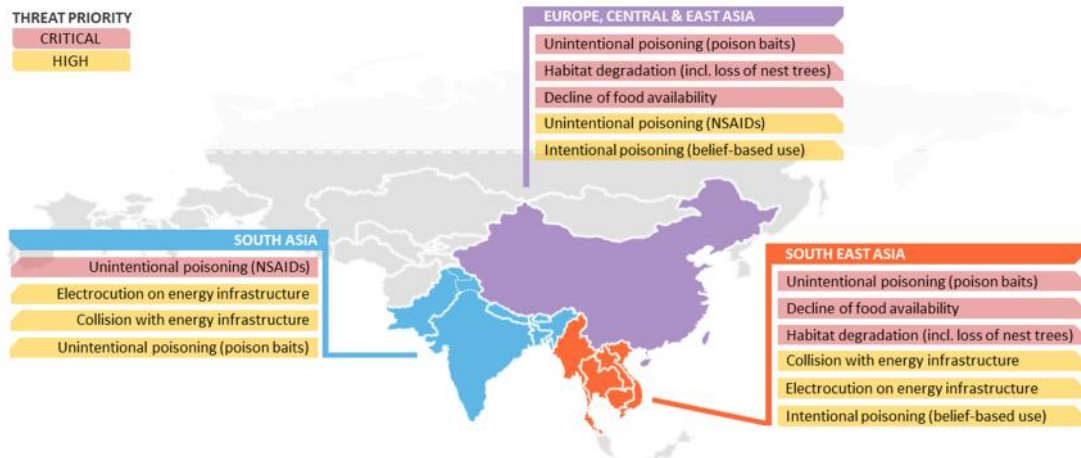 THREAT PRIORITY
CRITICAL
HIGH
EUROPE, CENTRAL & EAST ASIA
Unintentional poisoning (poison baits)
Habitat degradation (incl. loss of nest trees)
Decline of food availability
Unintentional poisoning (NSAIDs)
Intentional poisoning (belief-based use)
SOUTH ASIA
Unintentional poisoning (NSAIDs)
Electrocution on energy infrastructure
Collision with energy infrastructure
Unintentional poisoning (poison baits)
SOUTH EAST ASIA
Unintentional poisoning (poison baits)
Decline of food availability
Habitat degradation (incl. loss of nest trees)
Collision with energy infrastructure
Electrocution on energy infrastructure
Intentional poisoning (belief-based use)